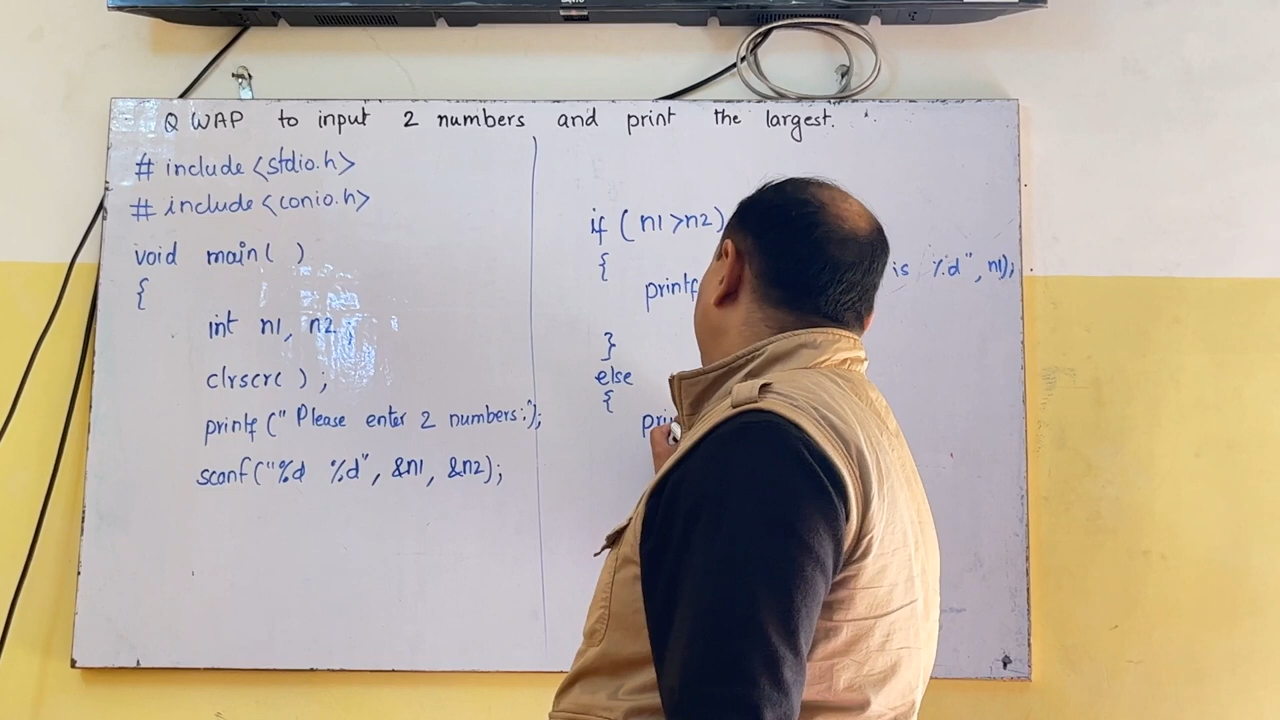 Q WAP to input 2 numbers and print the largest.
# include <stdio.h>
# include <conio.h>
void main( )
{
int n1, n2;
clrscr( );
printf (" Please enter 2 numbers:");
scanf("%d %d", &n1, &n2);
if ( n1>n2)
{
printf is %d", n1);
}
else
{